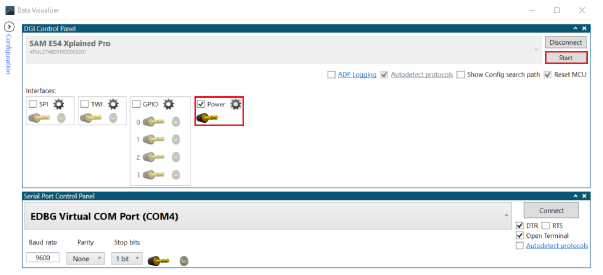 Data Visualizer
Configuration
DGI Control Panel
SAM E54 Xplained Pro
Disconnect
Start
ADF Logging Autodetect protocols Show Config search path Reset MCU
Interfaces:
SPI TWI GPIO Power
0
1
2
3
Serial Port Control Panel
EDBG Virtual COM Port (COM4)
Connect
DTR RTS
Open Terminal
Autodetect protocols
Baud rate Parity Stop bits
9600 None 1 bit